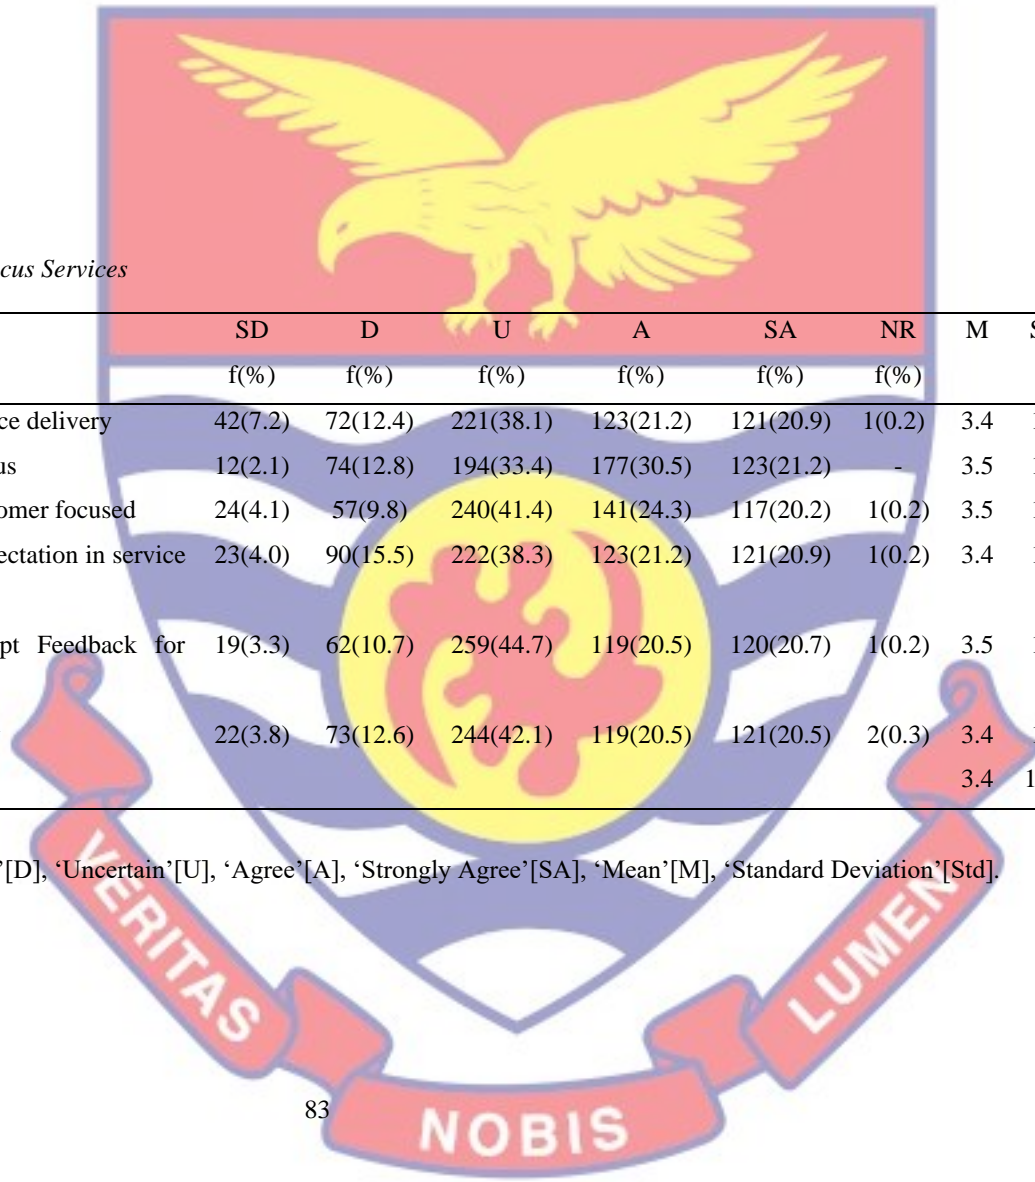 cus Services
SD D U A SA NR M S
f(%) f(%) f(%) f(%) f(%) f(%)
ce delivery 42(7.2) 72(12.4) 221(38.1) 123(21.2) 121(20.9) 1(0.2) 3.4 1
us 12(2.1) 74(12.8) 194(33.4) 177(30.5) 123(21.2) - 3.5 1
omer focused 24(4.1) 57(9.8) 240(41.4) 141(24.3) 117(20.2) 1(0.2) 3.5 1
ectation in service 23(4.0) 90(15.5) 222(38.3) 123(21.2) 121(20.9) 1(0.2) 3.4 1
pt Feedback for 19(3.3) 62(10.7) 259(44.7) 119(20.5) 120(20.7) 1(0.2) 3.5 1
22(3.8) 73(12.6) 244(42.1) 119(20.5) 121(20.5) 2(0.3) 3.4 1
3.4 1
'[D], ‘Uncertain’[U], ‘Agree’[A], ‘Strongly Agree’[SA], ‘Mean’[M], ‘Standard Deviation’[Std].
VERITAS
NOBIS
LUMEN
83